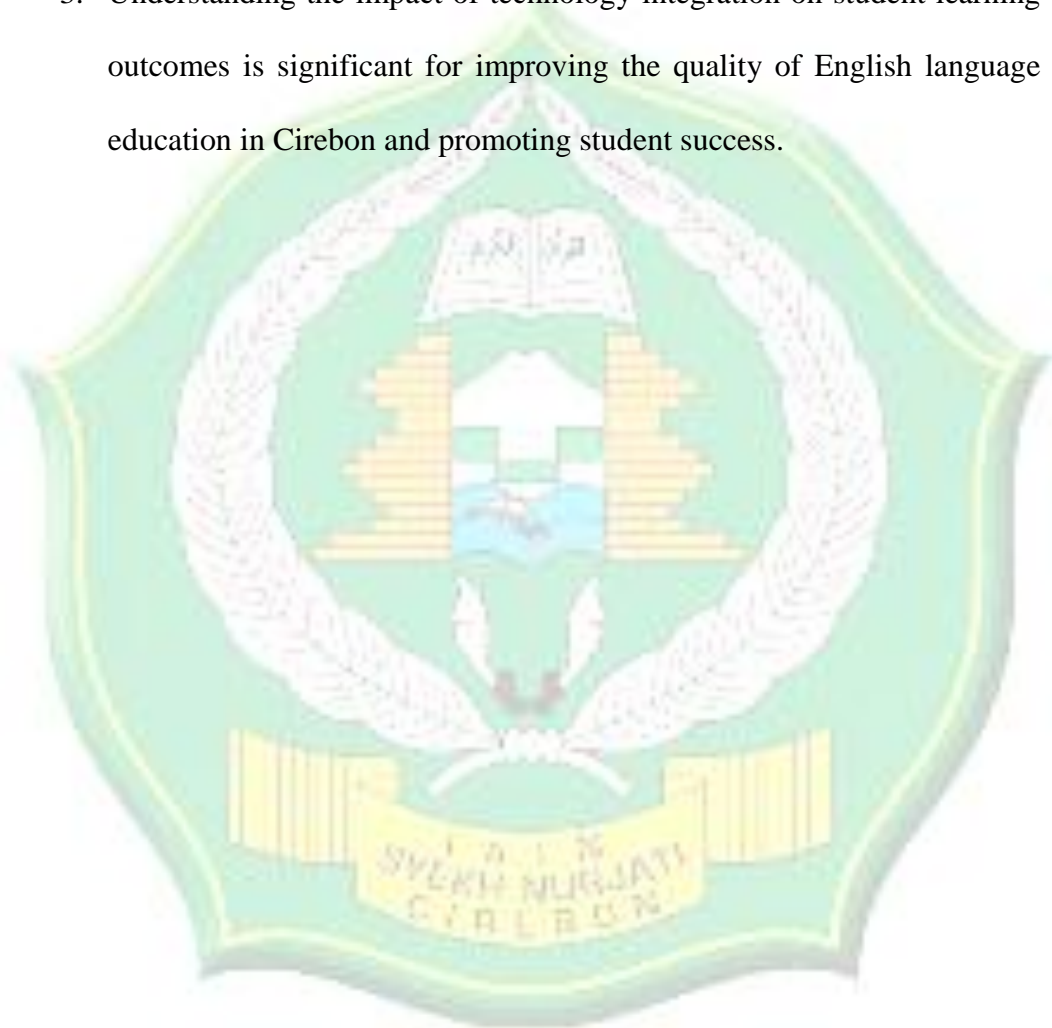 Understanding the impact of technology integration on student learning
outcomes is significant for improving the quality of English language
education in Cirebon and promoting student success.
I A I N
SYEKH NURJATI
CIREBON